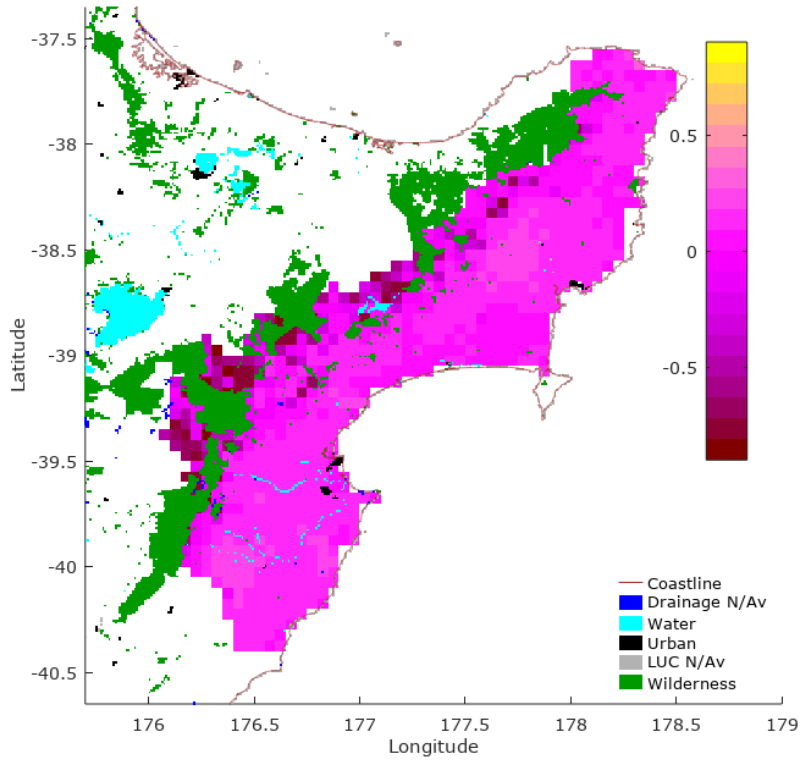 -37.5
-38
-38.5
-39
-39.5
-40
-40.5
Latitude
176
176.5
177
177.5
178
178.5
179
Longitude
0.5
0
-0.5
Coastline
Drainage N/Av
Water
Urban
LUC N/Av
Wilderness